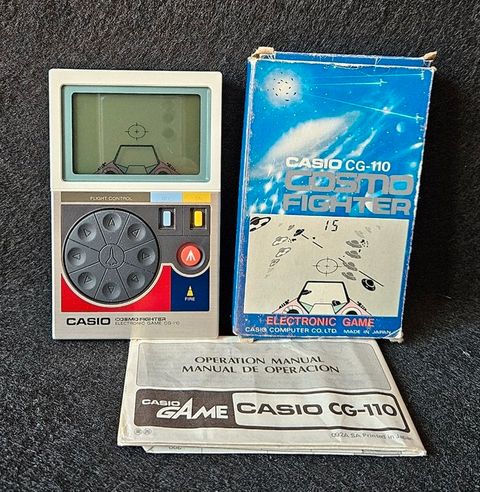 FLIGHT CONTROL
FIRE
CASIO COSMO FIGHTER
ELECTRONIC GAME CG-110
CASIO CG-110
COSMO
FIGHTER
15
ELECTRONIC GAME
CASIO COMPUTER CO., LTD. MADE IN JAPAN
OPERATION MANUAL
MANUAL DE OPERACION
CASIO
GAME
CASIO CG-110